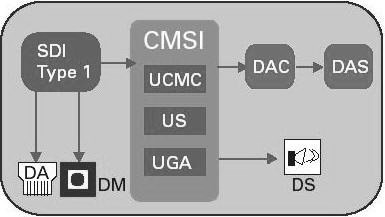 SDI
Type 1
CMSI
UCMC
US
UGA
DAC
DAS
DA
DM
DS